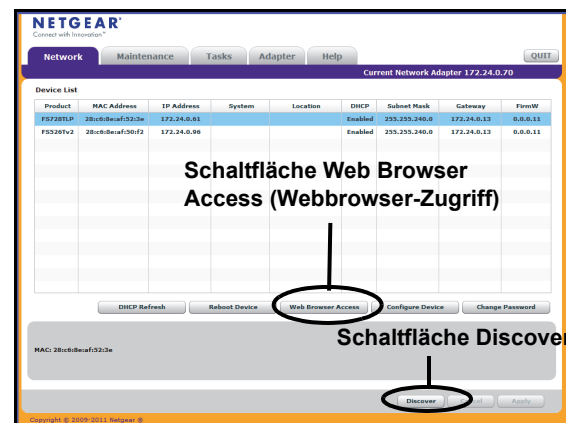 NETGEAR®
Connect with Innovation™
Network Maintenance Tasks Adapter Help QUIT
Current Network Adapter 172.24.0.70
Device List
Product MAC Address IP Address System Location DHCP Subnet Mask Gateway FirmW
FS728TLP 28:c6:8e:af:52:3e 172.24.0.61 Enabled 255.255.240.0 172.24.0.13 0.0.0.11
FS526Tv2 28:c6:8e:af:50:f2 172.24.0.96 Enabled 255.255.240.0 172.24.0.13 0.0.0.11
Schaltfläche Web Browser
Access (Webbrowser-Zugriff)
DHCP Refresh Reboot Device Web Browser Access Configure Device Change Password
Schaltfläche Discover
MAC: 28:c6:8e:af:52:3e
Discover Cancel Apply
Copyright © 2009-2011 Netgear ®